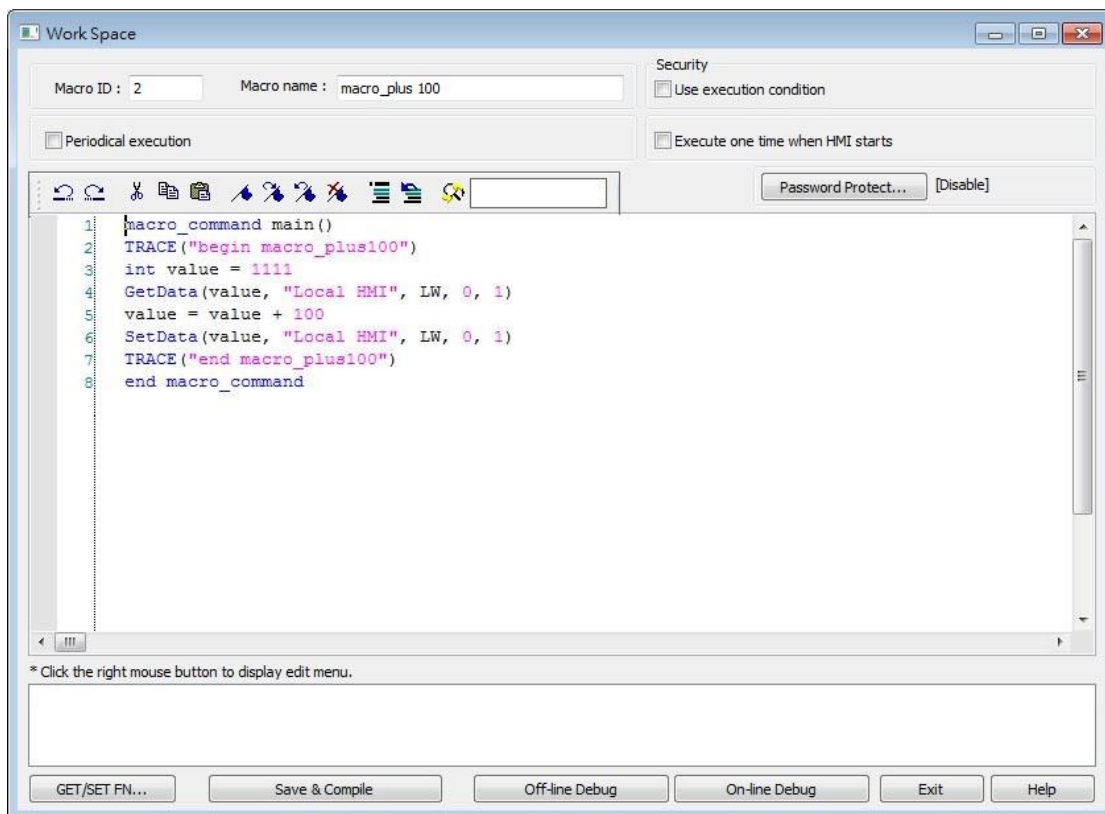 Work Space
Security
Macro ID : 2 Macro name : macro_plus 100
Use execution condition
Periodical execution
Execute one time when HMI starts
Password Protect... [Disable]
1 macro_command main()
2 TRACE("begin macro_plus100")
3 int value = 1111
4 GetData(value, "Local HMI", LW, 0, 1)
5 value = value + 100
6 SetData(value, "Local HMI", LW, 0, 1)
7 TRACE("end macro_plus100")
8 end macro_command
* Click the right mouse button to display edit menu.
GET/SET FN... Save & Compile Off-line Debug On-line Debug Exit Help